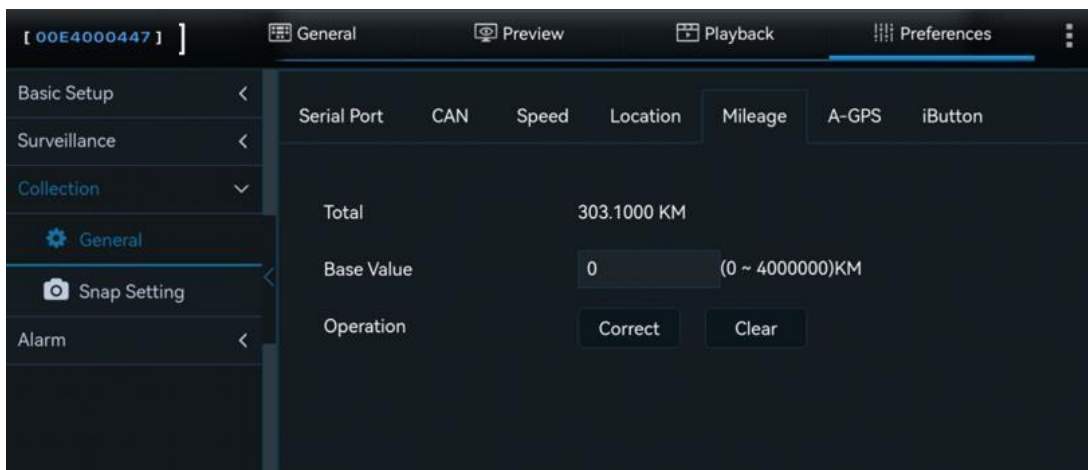 [ 00E4000447 ]
General Preview Playback Preferences
Basic Setup
Surveillance
Collection
General
Snap Setting
Alarm
Serial Port CAN Speed Location Mileage A-GPS iButton
Total 303.1000 KM
Base Value 0 (0 ~ 4000000)KM
Operation Correct Clear